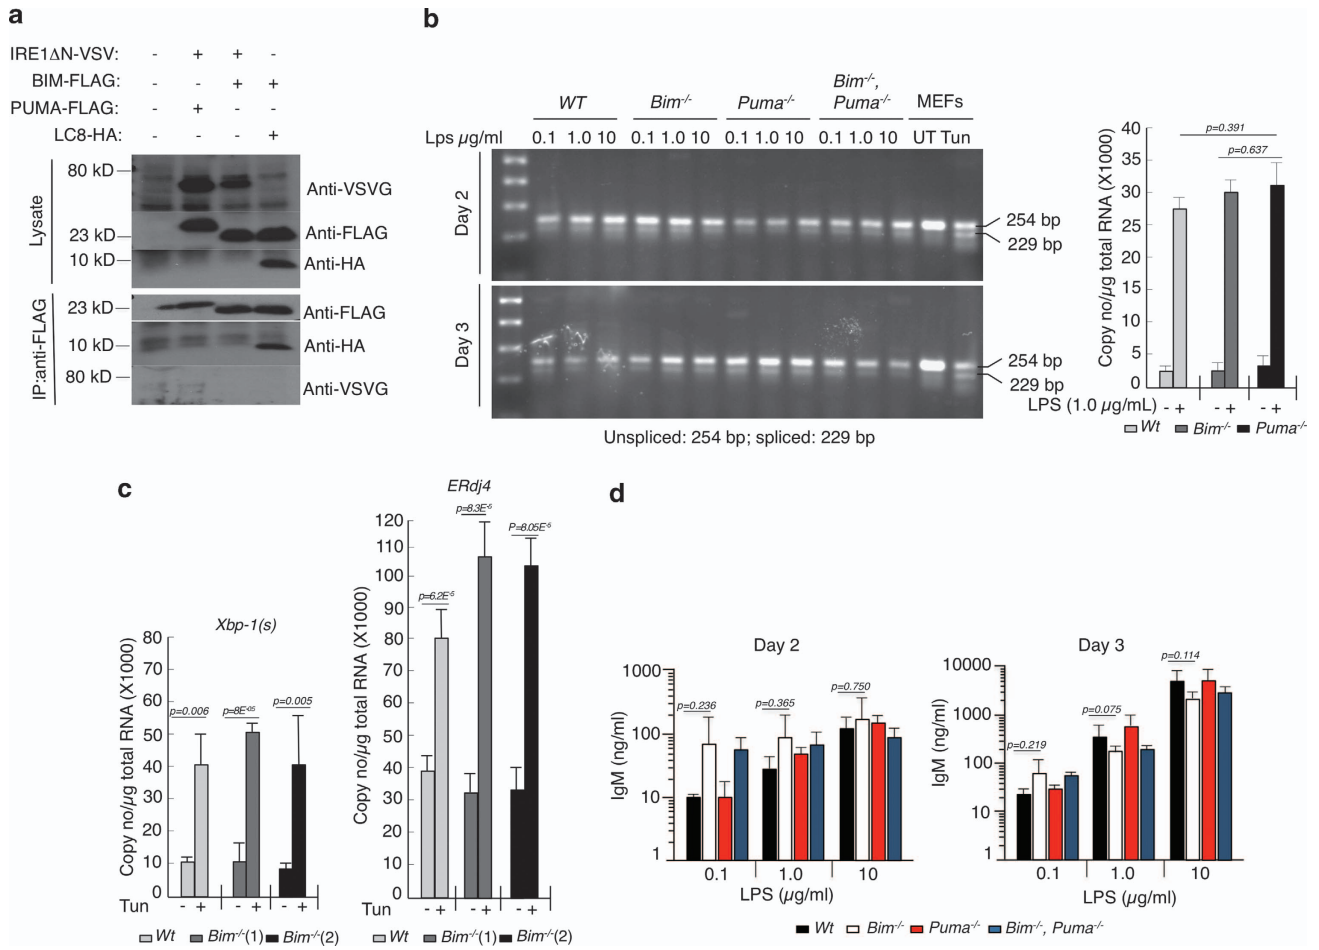 a
IRE1ΔN-VSV: - + + -
BIM-FLAG: - - + +
PUMA-FLAG: - + - -
LC8-HA: - - - +
Lysate
80 kD Anti-VSVG
23 kD Anti-FLAG
10 kD Anti-HA
IP:anti-FLAG
23 kD Anti-FLAG
10 kD Anti-HA
80 kD Anti-VSVG
b
WT Bim-/- Puma-/- Bim-/-, Puma-/- MEFs
Lps µg/ml 0.1 1.0 10 0.1 1.0 10 0.1 1.0 10 0.1 1.0 10 UT Tun
Day 2
254 bp
229 bp
Day 3
254 bp
229 bp
Unspliced: 254 bp; spliced: 229 bp
Copy no/µg total RNA (X1000)
40
35
30
25
20
15
10
5
0
p=0.391
p=0.637
LPS (1.0 µg/mL) - + - + - +
Wt Bim-/- Puma-/-
c
Xbp-1(s)
Copy no/µg total RNA (X1000)
80
60
50
40
30
20
10
0
p=0.006 p=8E-05 p=0.005
Tun - + - + - +
Wt Bim-/-(1) Bim-/-(2)
ERdj4
Copy no/µg total RNA (X1000)
120
110
100
90
80
70
60
50
40
30
20
10
0
p=6.2E-5 p=8.3E-5 P=8.05E-5
Tun - + - + - +
Wt Bim-/-(1) Bim-/-(2)
d
Day 2
IgM (ng/ml)
1000
100
10
1
p=0.236 p=0.365 p=0.750
0.1 1.0 10
LPS (µg/ml)
Day 3
IgM (ng/ml)
10000
1000
100
10
1
p=0.219 p=0.075 p=0.114
0.1 1.0 10
LPS (µg/ml)
Wt Bim-/- Puma-/- Bim-/-, Puma-/-